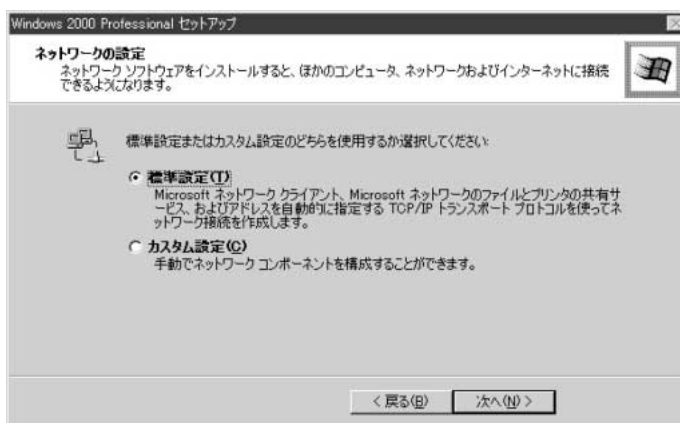 Windows 2000 Professional セットアップ
ネットワークの設定
ネットワーク ソフトウェアをインストールすると、ほかのコンピュータ、ネットワークおよびインターネットに接続
できるようになります。
標準設定またはカスタム設定のどちらを使用するか選択してください:
標準設定(T)
Microsoft ネットワーク クライアント、Microsoft ネットワークのファイルとプリンタの共有サ
ービス、およびアドレスを自動的に指定する TCP/IP トランスポート プロトコルを使ってネ
ットワーク接続を作成します。
カスタム設定(C)
手動でネットワーク コンポーネントを構成することができます。
< 戻る(B)
次へ(N) >